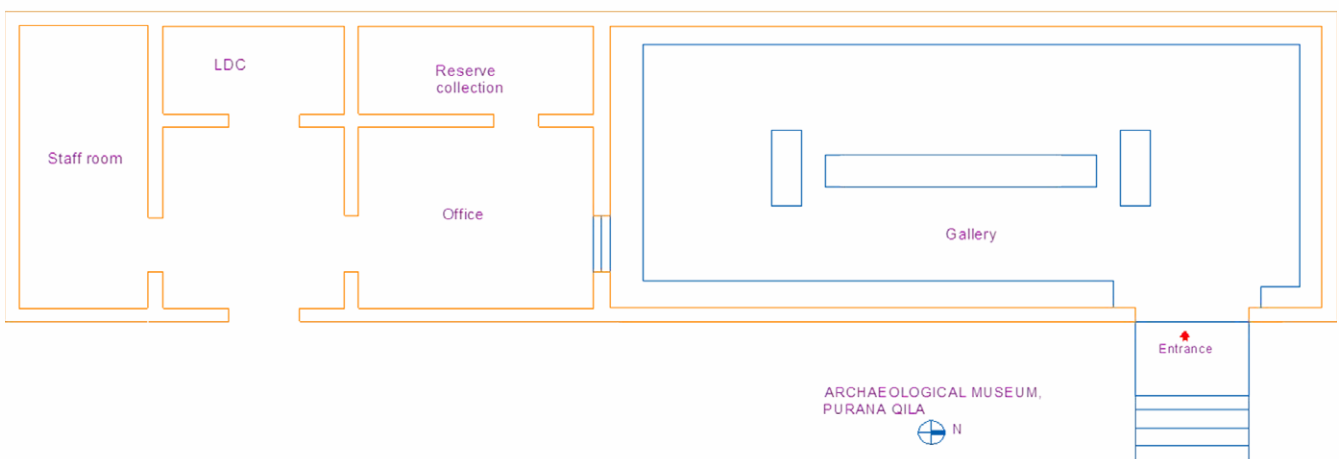 LDC
Reserve
collection
Staff room
Office
Gallery
Entrance
ARCHAEOLOGICAL MUSEUM,
PURANA QILA
N